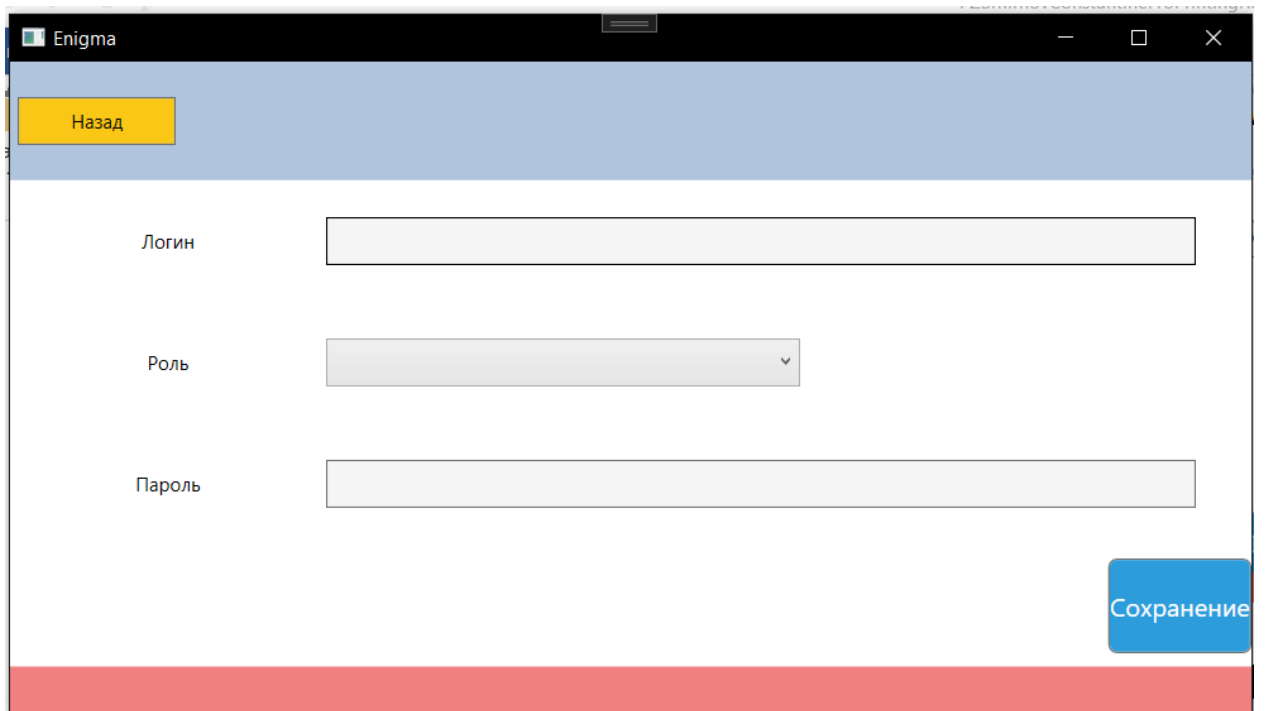 Enigma
Назад
Логин
Роль
Пароль
Сохранение